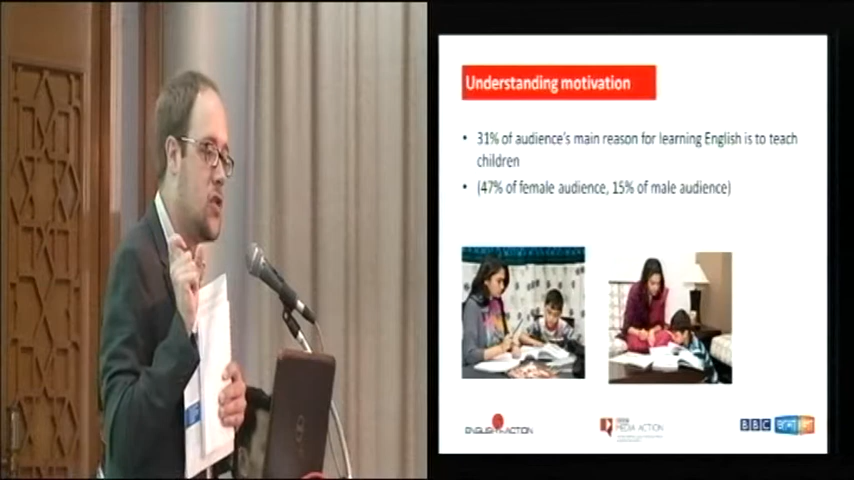 Understanding motivation
• 31% of audience's main reason for learning English is to teach
children
• (47% of female audience, 15% of male audience)
ENGLISH IN ACTION
MEDIA ACTION
BBC